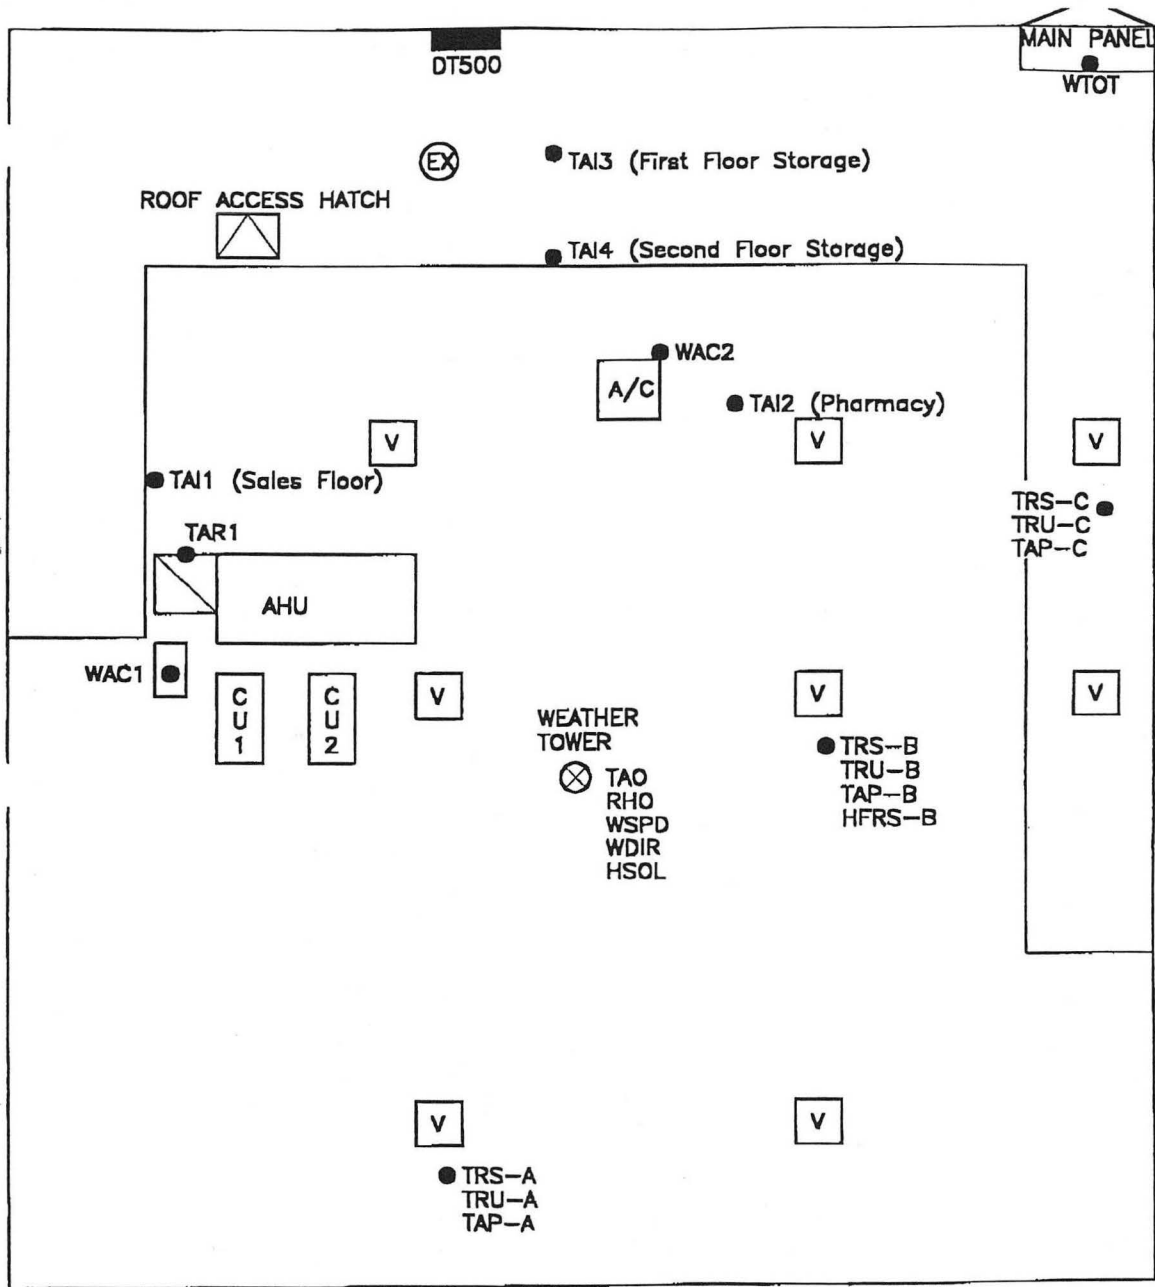 MAIN PANEL
DT500
WTOT
EX
TAI3 (First Floor Storage)
ROOF ACCESS HATCH
TAI4 (Second Floor Storage)
WAC2
A/C
TAI2 (Pharmacy)
V
V
V
TAI1 (Sales Floor)
TRS-C
TRU-C
TAP-C
TAR1
AHU
WAC1
CU1
CU2
V
V
V
WEATHER
TOWER
TAO
RHO
WSPD
WDIR
HSOL
TRS-B
TRU-B
TAP-B
HFRS-B
V
V
TRS-A
TRU-A
TAP-A